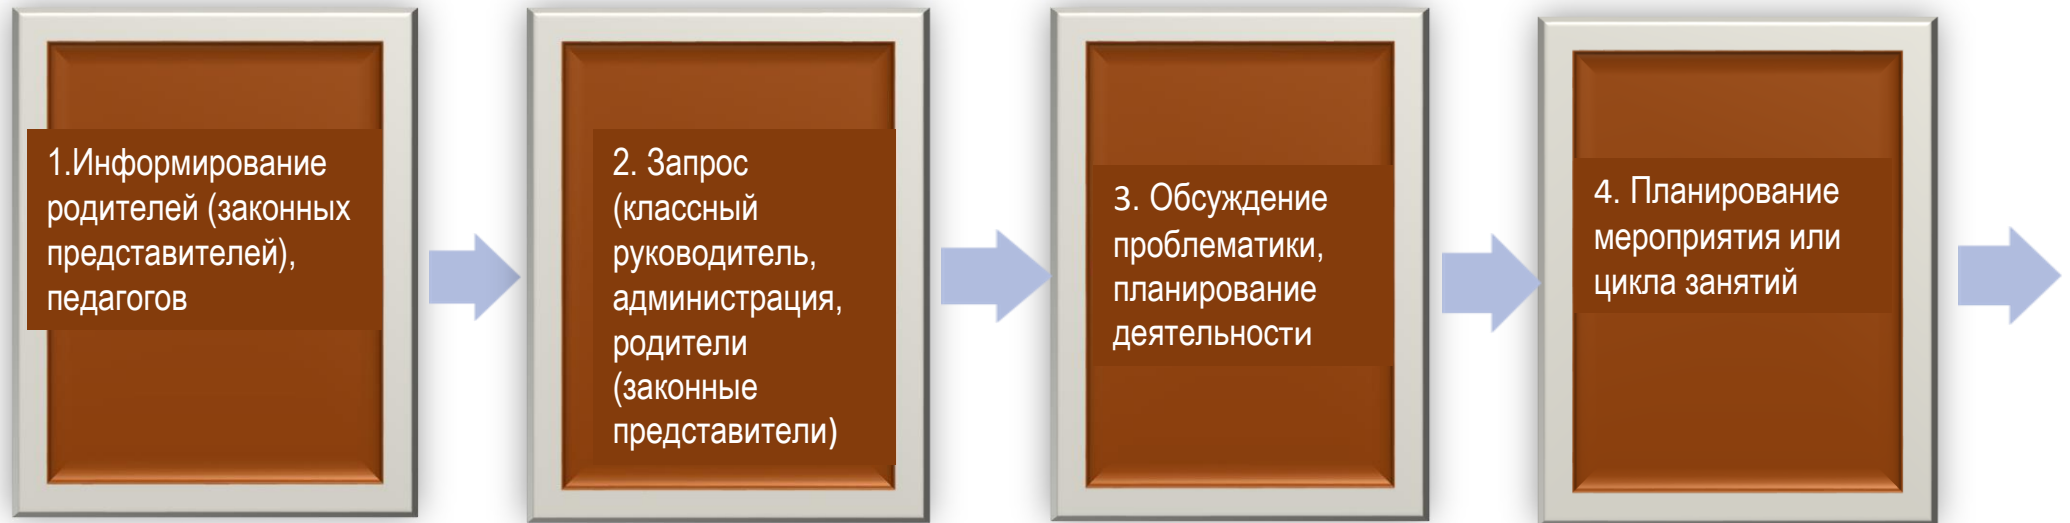 1.Информирование
родителей (законных
представителей),
педагогов
2. Запрос
(классный
руководитель,
администрация,
родители
(законные
представители)
3. Обсуждение
проблематики,
планирование
деятельности
4. Планирование
мероприятия или
цикла занятий